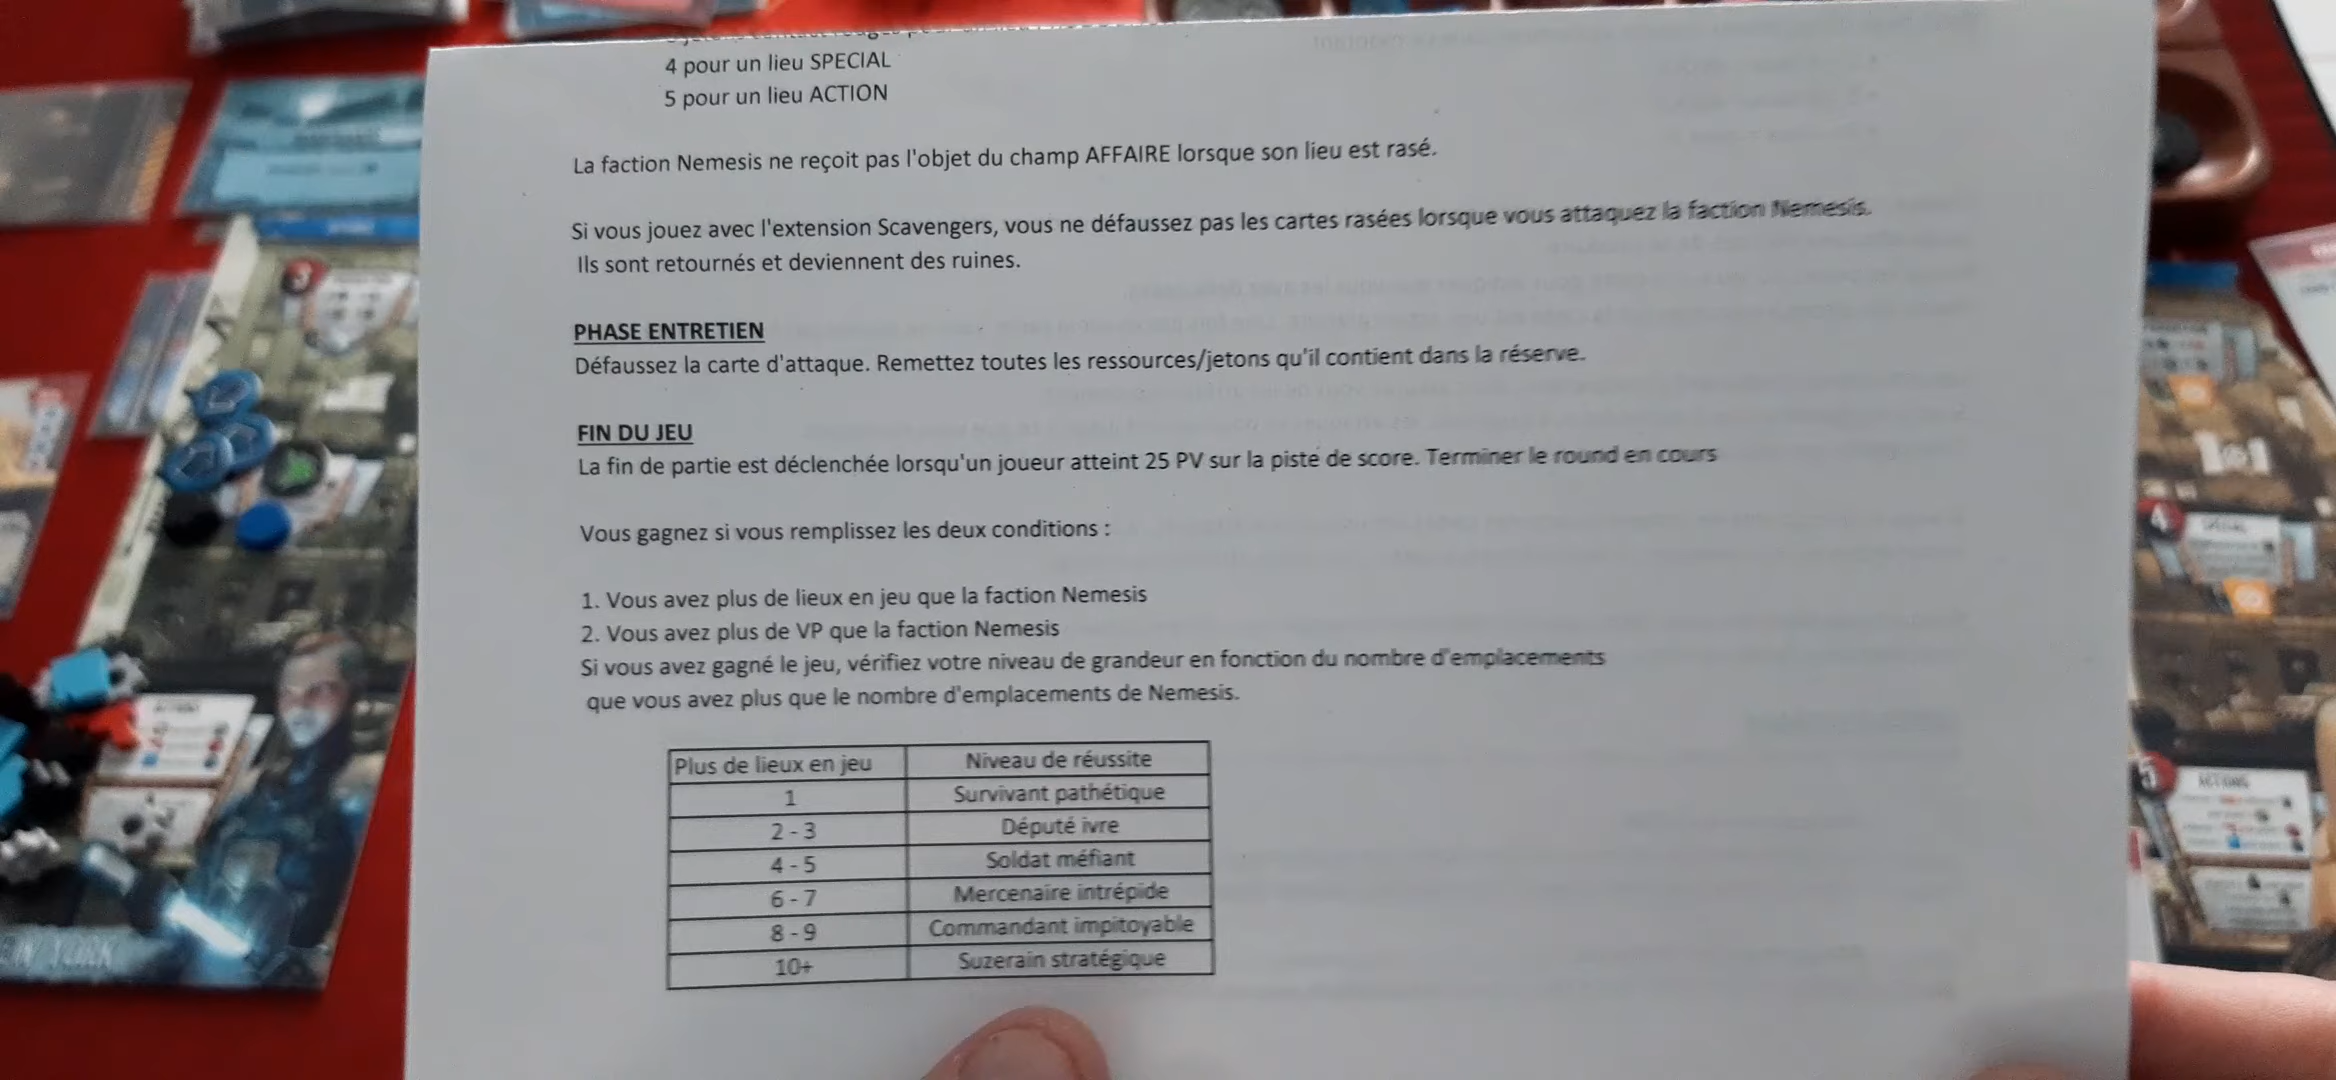 4 pour un lieu SPECIAL
5 pour un lieu ACTION
La faction Nemesis ne reçoit pas l'objet du champ AFFAIRE lorsque son lieu est rasé.
Si vous jouez avec l'extension Scavengers, vous ne défaussez pas les cartes rasées lorsque vous attaquez la faction Nemesis.
Ils sont retournés et deviennent des ruines.
PHASE ENTRETIEN
Défaussez la carte d'attaque. Remettez toutes les ressources/jetons qu'il contient dans la réserve.
FIN DU JEU
La fin de partie est déclenchée lorsqu'un joueur atteint 25 PV sur la piste de score. Terminer le round en cours
Vous gagnez si vous remplissez les deux conditions :
1. Vous avez plus de lieux en jeu que la faction Nemesis
2. Vous avez plus de VP que la faction Nemesis
Si vous avez gagné le jeu, vérifiez votre niveau de grandeur en fonction du nombre d'emplacements
que vous avez plus que le nombre d'emplacements de Nemesis.
Plus de lieux en jeu Niveau de réussite
1 Survivant pathétique
2 - 3 Député ivre
4 - 5 Soldat méfiant
6 - 7 Mercenaire intrépide
8 - 9 Commandant impitoyable
10+ Suzerain stratégique
3
4
5
ACTIONS